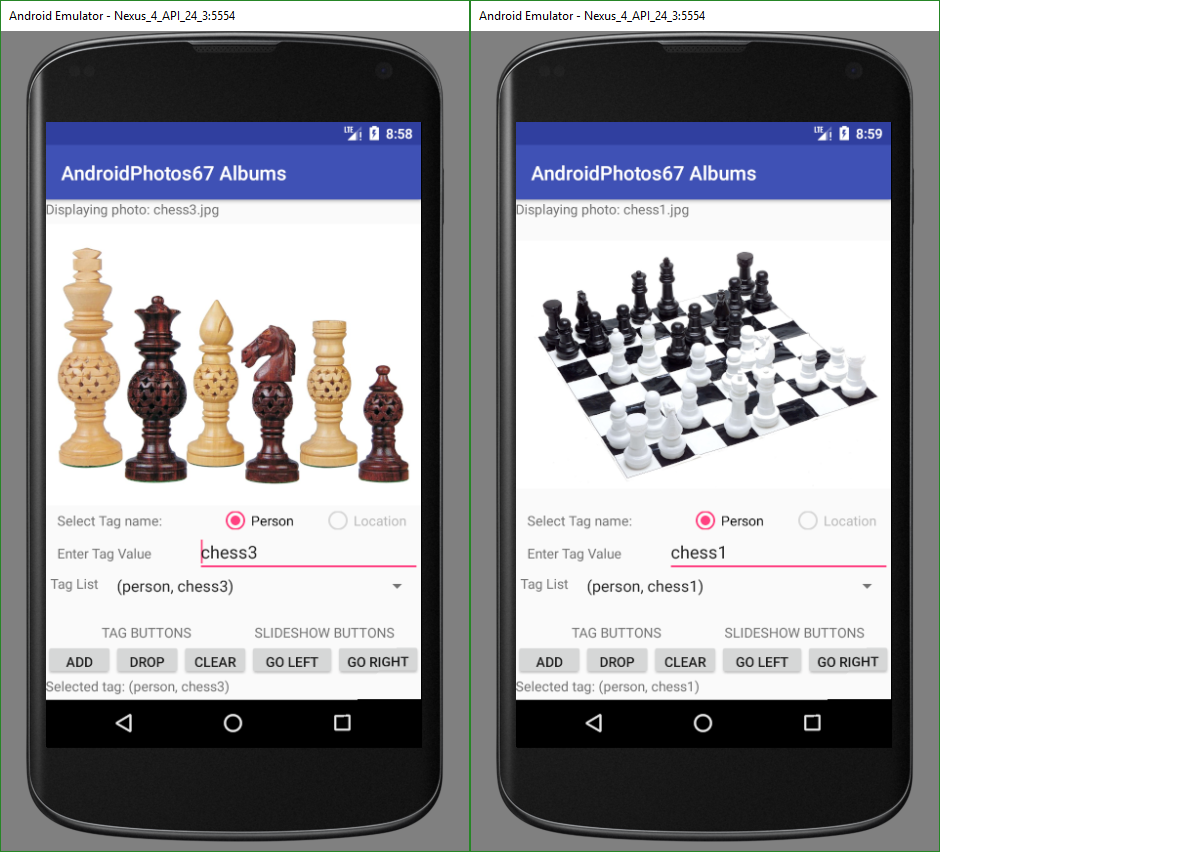 Android Emulator - Nexus_4_API_24_3:5554
LTE 8:58
AndroidPhotos67 Albums
Displaying photo: chess3.jpg
Select Tag name: Person Location
Enter Tag Value chess3
Tag List (person, chess3)
TAG BUTTONS SLIDESHOW BUTTONS
ADD DROP CLEAR GO LEFT GO RIGHT
Selected tag: (person, chess3)
Android Emulator - Nexus_4_API_24_3:5554
LTE 8:59
AndroidPhotos67 Albums
Displaying photo: chess1.jpg
Select Tag name: Person Location
Enter Tag Value chess1
Tag List (person, chess1)
TAG BUTTONS SLIDESHOW BUTTONS
ADD DROP CLEAR GO LEFT GO RIGHT
Selected tag: (person, chess1)